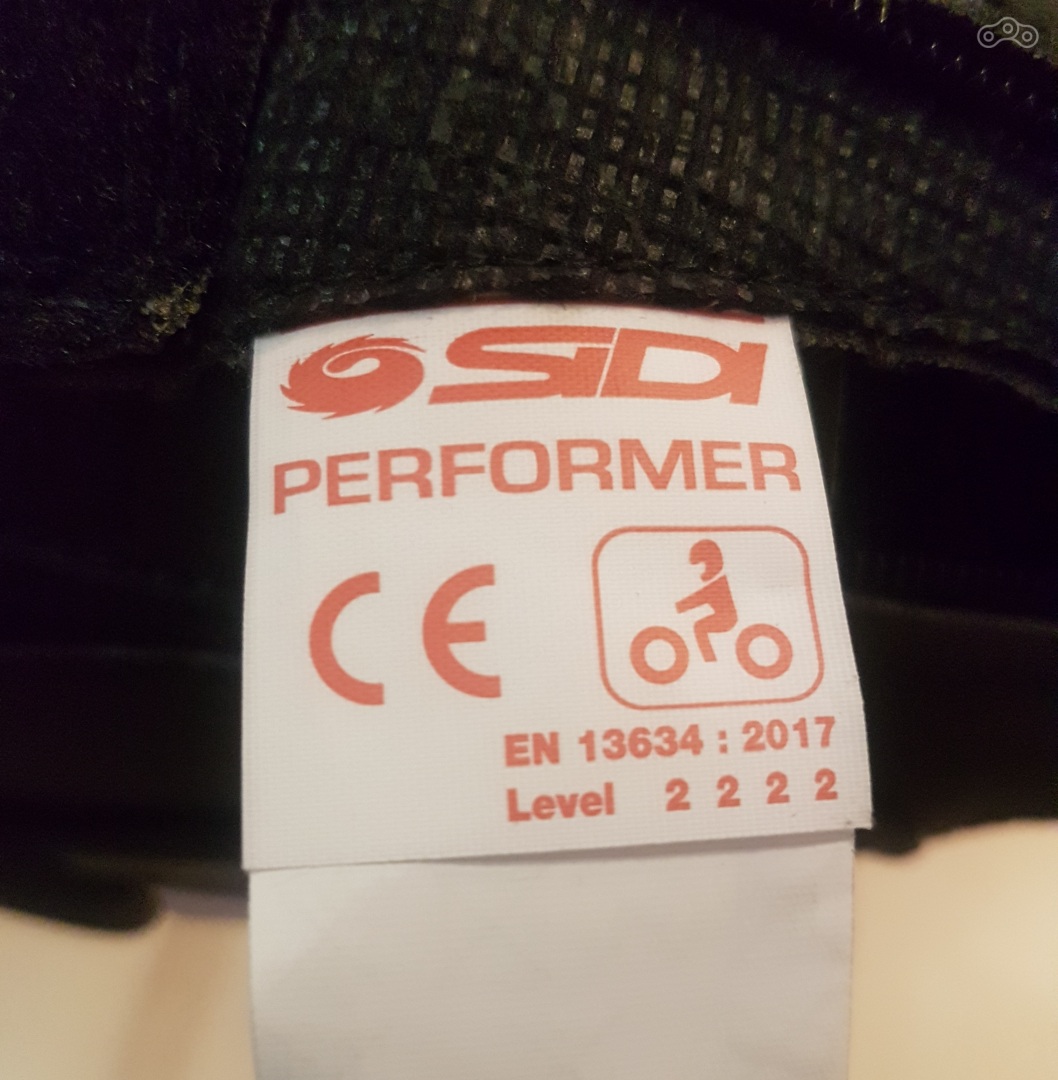 SiDI
PERFORMER
CE
EN 13634 : 2017
Level 2 2 2 2